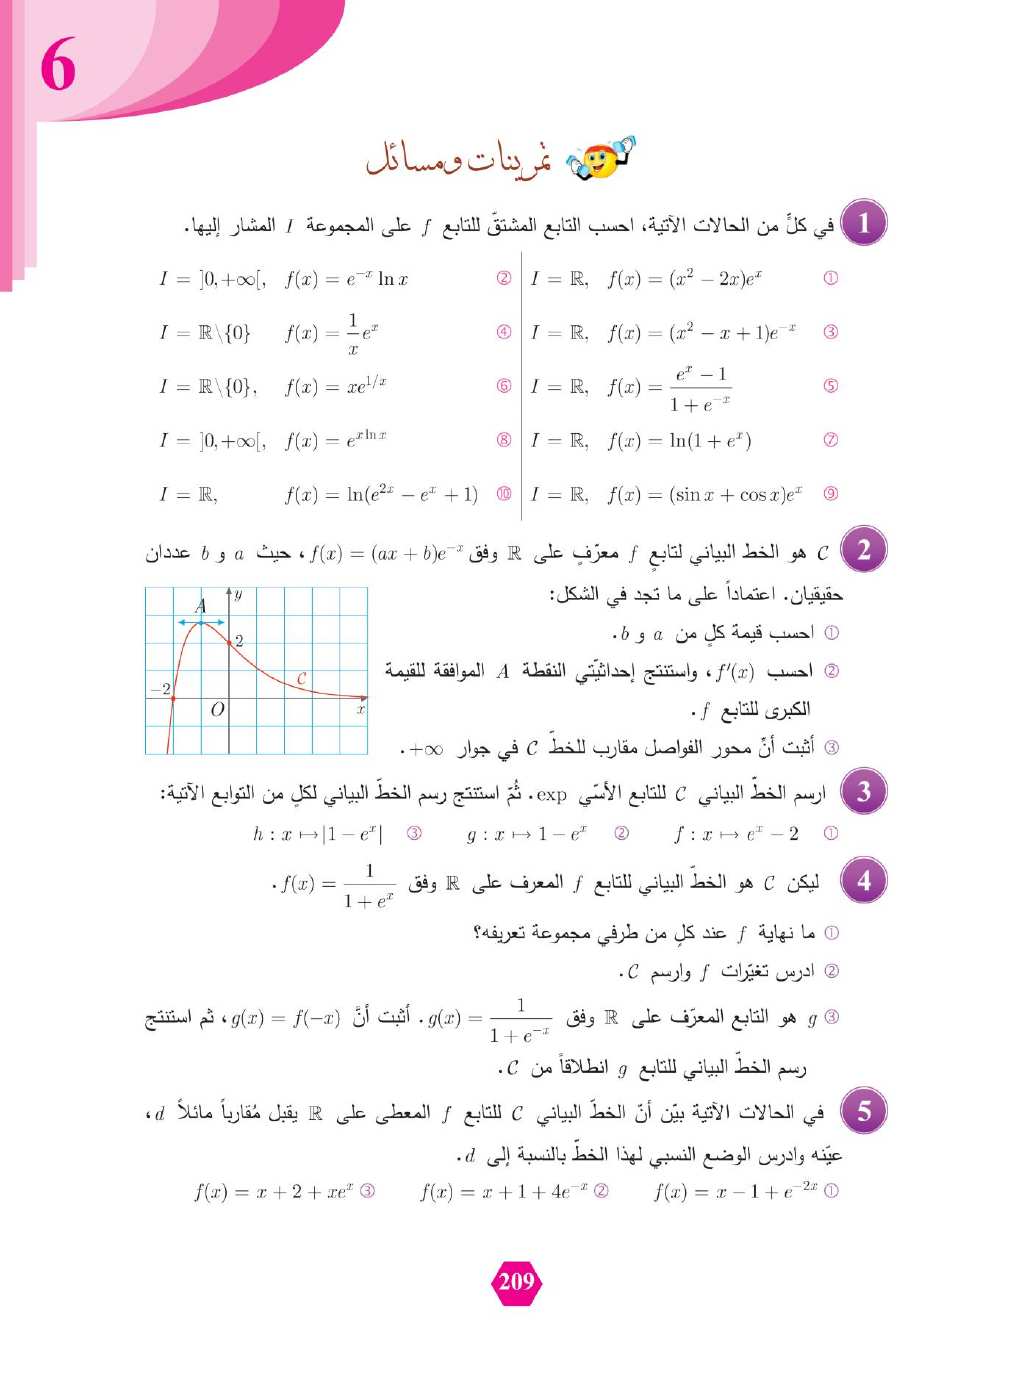 6
تمرينات ومسائل
1 في كلٍّ من الحالات الآتية، احسب التابع المشتقّ للتابع f على المجموعة I المشار إليها.
① I = ℝ, f(x) = (x² − 2x)eˣ ② I = ]0,+∞[, f(x) = e⁻ˣ ln x
③ I = ℝ, f(x) = (x² − x + 1)e⁻ˣ ④ I = ℝ\{0} f(x) = (1/x)eˣ
⑤ I = ℝ, f(x) = (eˣ − 1)/(1 + e⁻ˣ) ⑥ I = ℝ\{0}, f(x) = xe^{1/x}
⑦ I = ℝ, f(x) = ln(1 + eˣ) ⑧ I = ]0,+∞[, f(x) = e^{x ln x}
⑨ I = ℝ, f(x) = (sin x + cos x)eˣ ⑩ I = ℝ, f(x) = ln(e²ˣ − eˣ + 1)
2 C هو الخط البياني لتابعٍ f معرّفٍ على ℝ وفق f(x) = (ax + b)e⁻ˣ، حيث a و b عددان
حقيقيان. اعتماداً على ما تجد في الشكل:
① احسب قيمة كلٍ من a و b.
② احسب f′(x)، واستنتج إحداثيّتي النقطة A الموافقة للقيمة
الكبرى للتابع f.
③ أثبت أنّ محور الفواصل مقارب للخطّ C في جوار +∞.
A
y
2
C
−2
O
x
3 ارسم الخطّ البياني C للتابع الأسّي exp. ثُمّ استنتج رسم الخطّ البياني لكلٍ من التوابع الآتية:
① f : x ↦ eˣ − 2 ② g : x ↦ 1 − eˣ ③ h : x ↦ |1 − eˣ|
4 ليكن C هو الخطّ البياني للتابع f المعرف على ℝ وفق f(x) = 1/(1 + eˣ).
① ما نهاية f عند كلٍ من طرفي مجموعة تعريفه؟
② ادرس تغيّرات f وارسم C.
③ g هو التابع المعرّف على ℝ وفق g(x) = 1/(1 + e⁻ˣ). أثبت أنَّ g(x) = f(−x)، ثم استنتج
رسم الخطّ البياني للتابع g انطلاقاً من C.
5 في الحالات الآتية بيّن أنّ الخطّ البياني C للتابع f المعطى على ℝ يقبل مُقارباً مائلاً d،
عيّنه وادرس الوضع النسبي لهذا الخطّ بالنسبة إلى d.
① f(x) = x − 1 + e⁻²ˣ ② f(x) = x + 1 + 4e⁻ˣ ③ f(x) = x + 2 + xeˣ
209